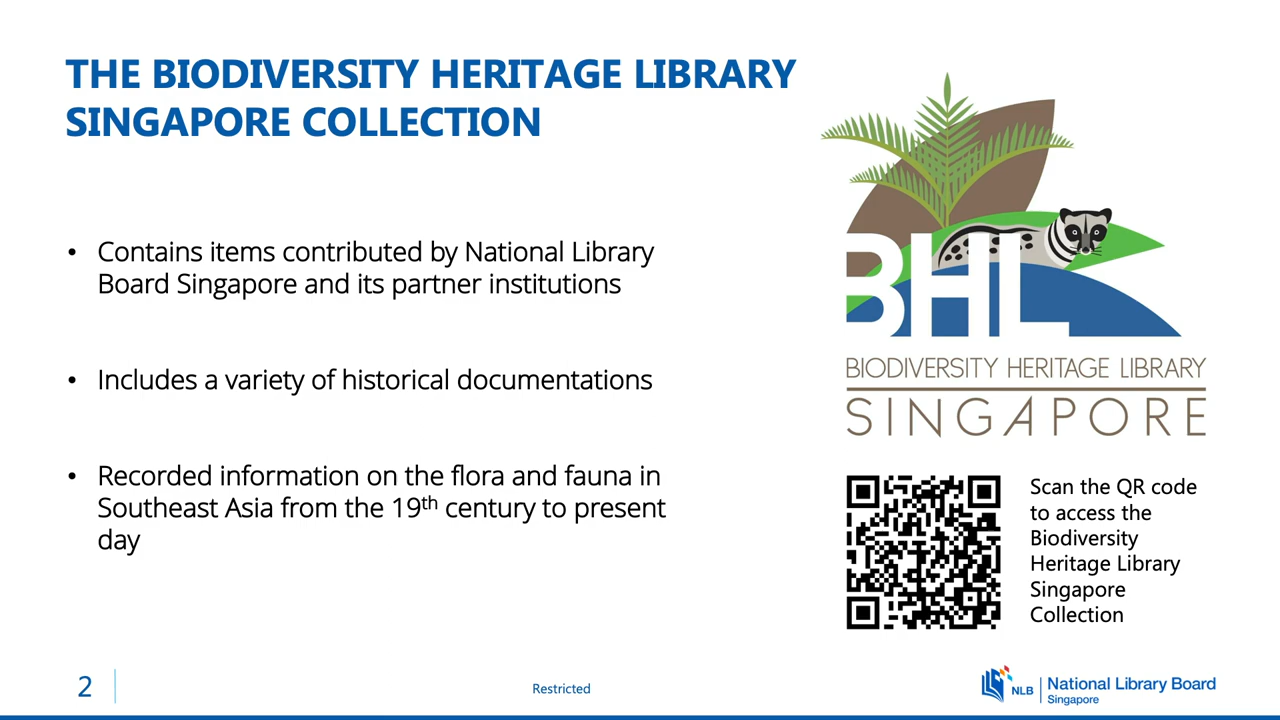 THE BIODIVERSITY HERITAGE LIBRARY
SINGAPORE COLLECTION
• Contains items contributed by National Library
Board Singapore and its partner institutions
• Includes a variety of historical documentations
• Recorded information on the flora and fauna in
Southeast Asia from the 19th century to present
day
BHL
BIODIVERSITY HERITAGE LIBRARY
SINGAPORE
Scan the QR code
to access the
Biodiversity
Heritage Library
Singapore
Collection
2
Restricted
NLB
National Library Board
Singapore